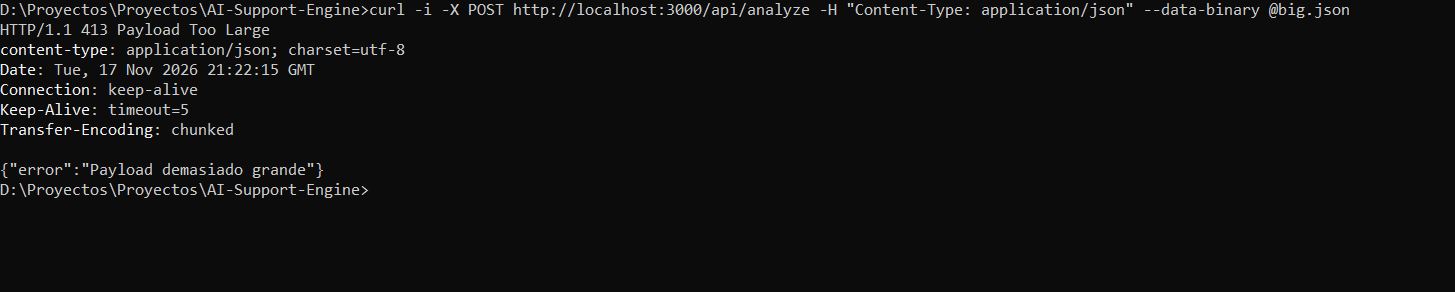 D:\Proyectos\Proyectos\AI-Support-Engine>curl -i -X POST http://localhost:3000/api/analyze -H "Content-Type: application/json" --data-binary @big.json
HTTP/1.1 413 Payload Too Large
content-type: application/json; charset=utf-8
Date: Tue, 17 Nov 2026 21:22:15 GMT
Connection: keep-alive
Keep-Alive: timeout=5
Transfer-Encoding: chunked

{"error":"Payload demasiado grande"}
D:\Proyectos\Proyectos\AI-Support-Engine>